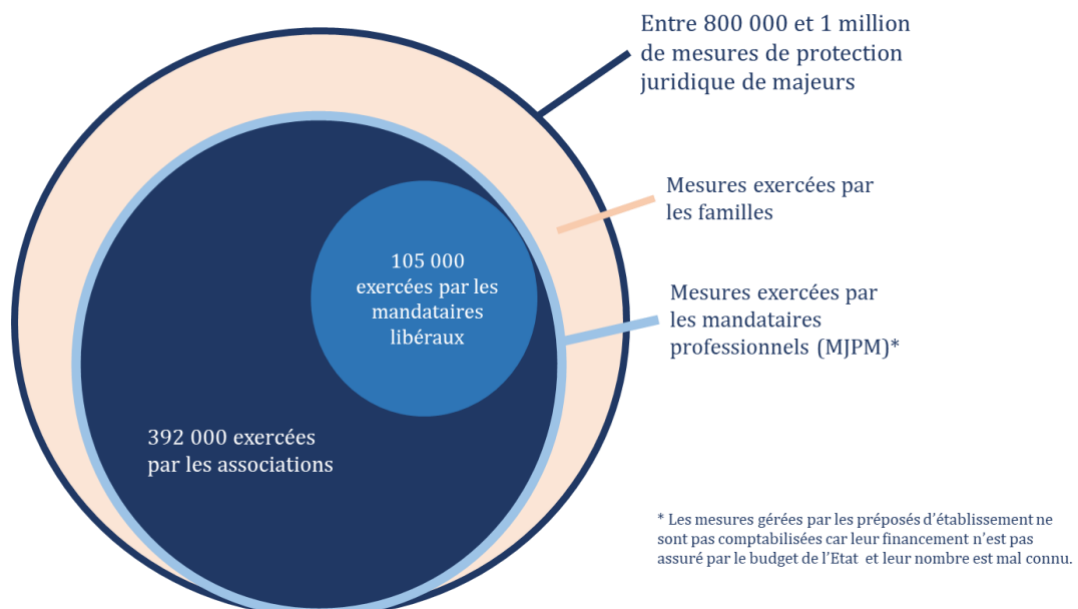 Entre 800 000 et 1 million
de mesures de protection
juridique de majeurs
Mesures exercées par
les familles
105 000
exercées par les
mandataires
libéraux
Mesures exercées par
les mandataires
professionnels (MJPM)*
392 000 exercées
par les associations
* Les mesures gérées par les préposés d'établissement ne
sont pas comptabilisées car leur financement n'est pas
assuré par le budget de l'Etat et leur nombre est mal connu.